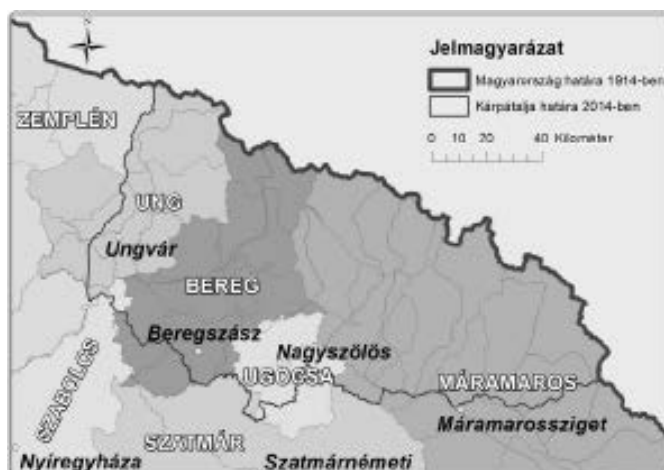 Jelmagyarázat
Magyarország határa 1914-ben
Kárpátalja határa 2014-ben
0 10 20 40 Kilométer
ZEMPLÉN
UNG
Ungvár
BEREG
Beregszász
Nagyszőlős
UGOCSA
MÁRAMAROS
SZABOLCS
Máramarossziget
SZATMÁR
Nyíregyháza
Szatmárnémeti